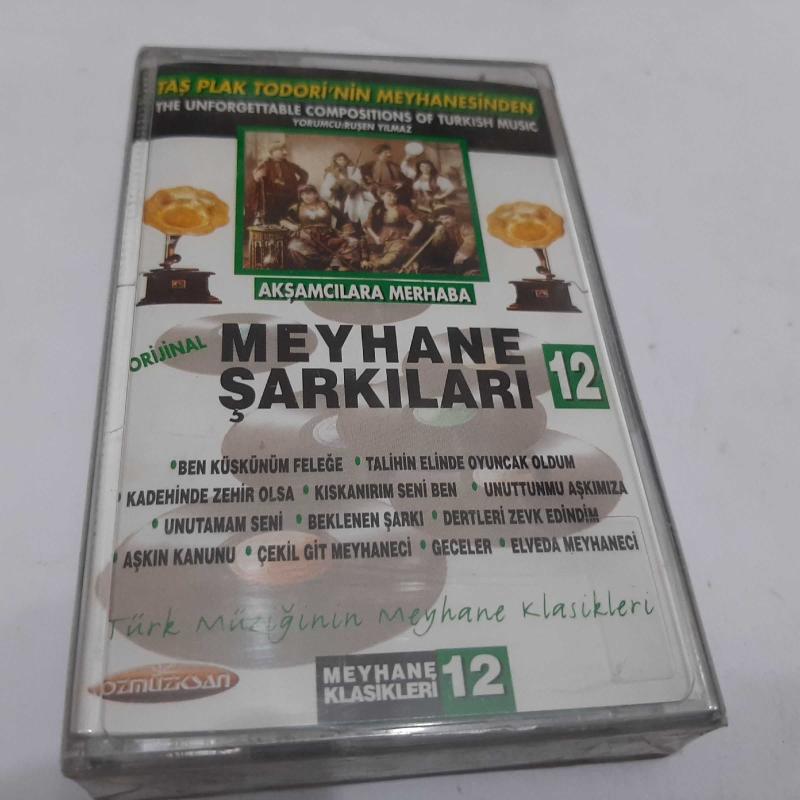 TAŞ PLAK TODORİ'NİN MEYHANESİNDEN
THE UNFORGETTABLE COMPOSITIONS OF TURKISH MUSIC
YORUMCU:RUŞEN YILMAZ
AKŞAMCILARA MERHABA
ORİJİNAL
MEYHANE
ŞARKILARI 12
•BEN KÜSKÜNÜM FELEĞE • TALİHİN ELİNDE OYUNCAK OLDUM
• KADEHİNDE ZEHİR OLSA • KISKANIRIM SENİ BEN • UNUTTUNMU AŞKIMIZA
• UNUTAMAM SENİ • BEKLENEN ŞARKI • DERTLERİ ZEVK EDİNDİM
• AŞKIN KANUNU • ÇEKİL GİT MEYHANECİ • GECELER • ELVEDA MEYHANECİ
Türk Müziğinin Meyhane Klasikleri
ÖZMÜZİKSAN
MEYHANE
KLASİKLERİ 12